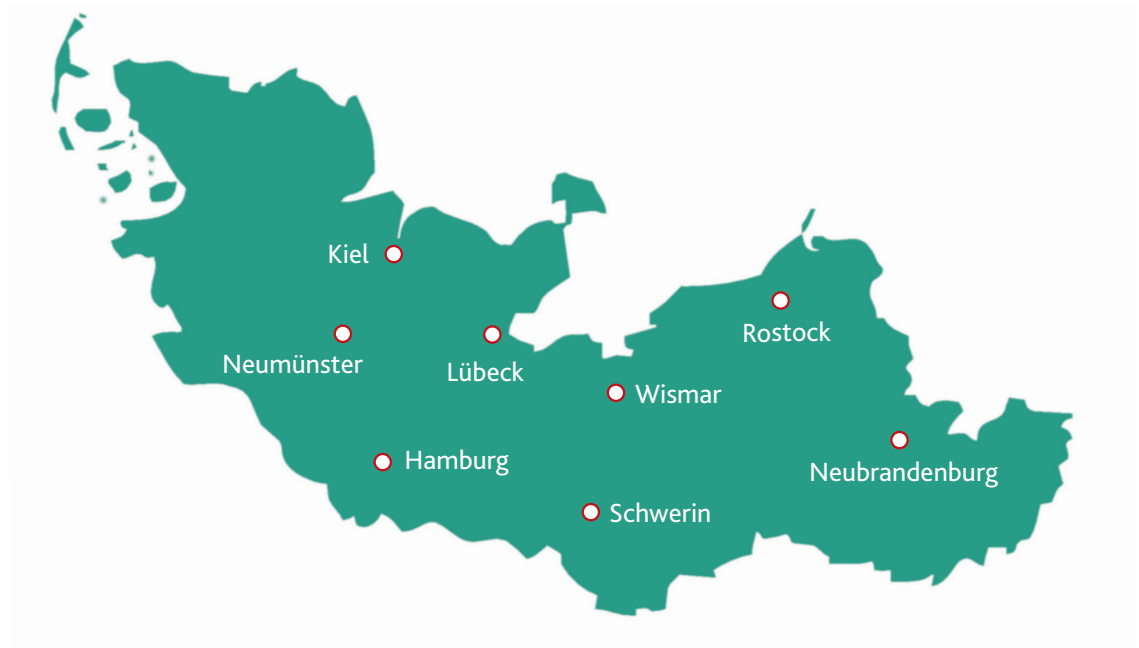 Kiel
Rostock
Neumünster
Lübeck
Wismar
Hamburg
Neubrandenburg
Schwerin